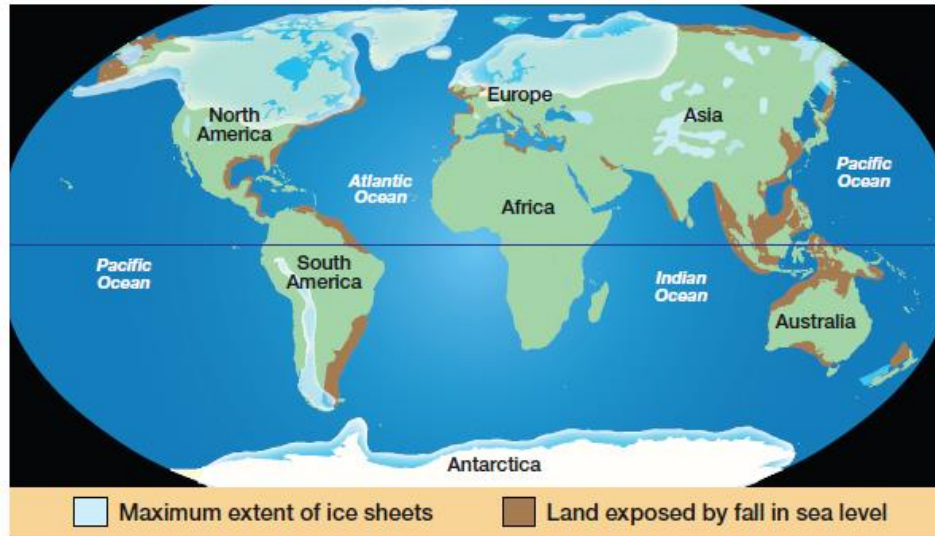 Europe
Asia
North
America
Pacific
Ocean
Atlantic
Ocean
Africa
Pacific
Ocean
South
America
Indian
Ocean
Australia
Antarctica
Maximum extent of ice sheets
Land exposed by fall in sea level